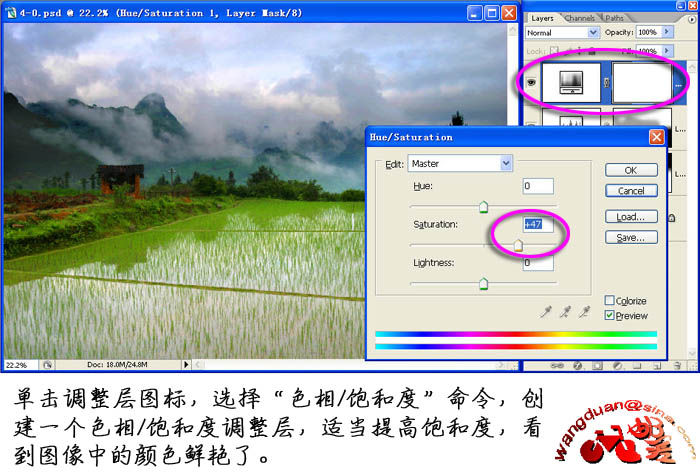 4-0.psd @ 22.2% (Hue/Saturation 1, Layer Mask/8)
Layers Channels Paths
Normal Opacity: 100%
Lock: Fill: 100%
...
L...
L...
Hue/Saturation
Edit: Master
Hue: 0
Saturation: +47
Lightness: 0
OK
Cancel
Load...
Save...
Colorize
Preview
22.2% Doc: 18.0M/24.8M
单击调整层图标，选择“色相/饱和度”命令，创
建一个色相/饱和度调整层，适当提高饱和度，看
到图像中的颜色鲜艳了。